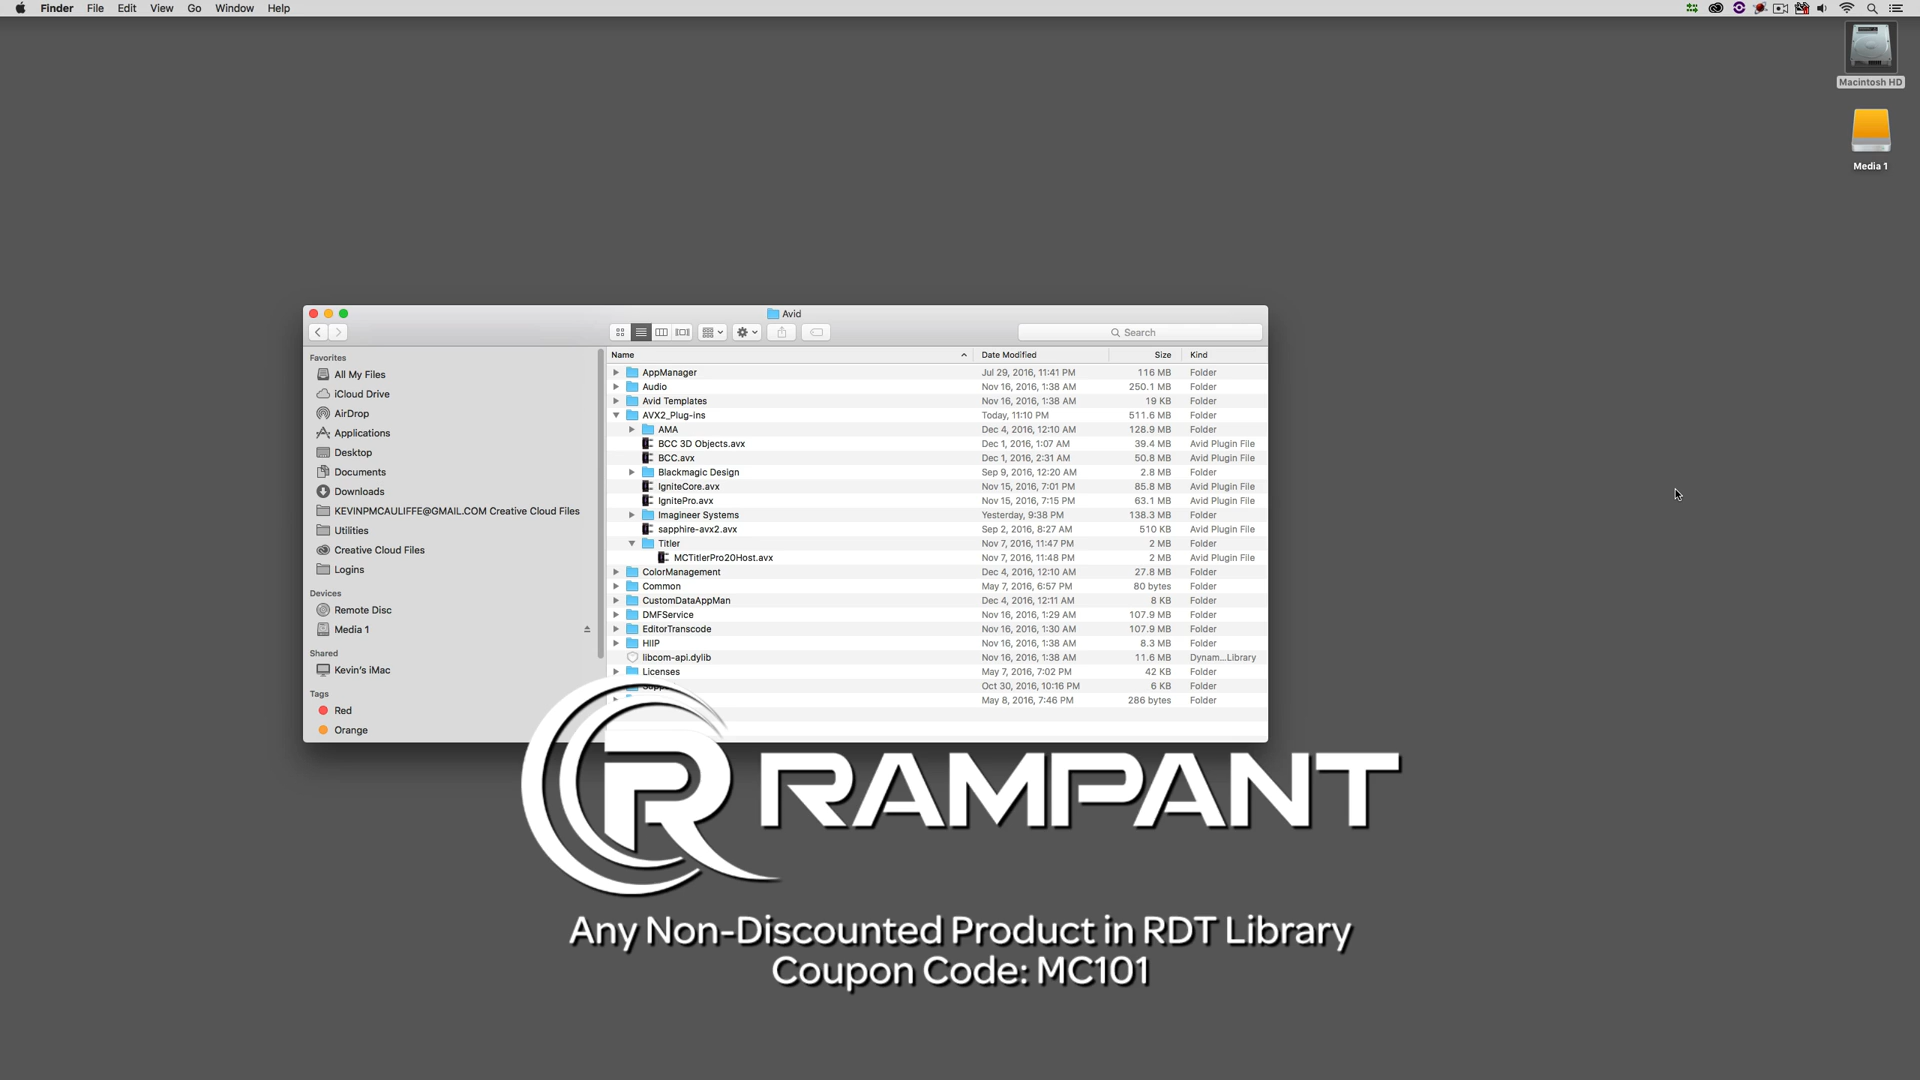 Finder File Edit View Go Window Help
Macintosh HD
Media 1
Avid
Search
Favorites
All My Files
iCloud Drive
AirDrop
Applications
Desktop
Documents
Downloads
KEVINPMCAULIFFE@GMAIL.COM Creative Cloud Files
Utilities
Creative Cloud Files
Logins
Devices
Remote Disc
Media 1
Shared
Kevin's iMac
Tags
Red
Orange
Name Date Modified Size Kind
AppManager Jul 29, 2016, 11:41 PM 116 MB Folder
Audio Nov 16, 2016, 1:38 AM 250.1 MB Folder
Avid Templates Nov 16, 2016, 1:38 AM 19 KB Folder
AVX2_Plug-ins Today, 11:10 PM 511.6 MB Folder
AMA Dec 4, 2016, 12:10 AM 128.9 MB Folder
BCC 3D Objects.avx Dec 1, 2016, 1:07 AM 39.4 MB Avid Plugin File
BCC.avx Dec 1, 2016, 2:31 AM 50.8 MB Avid Plugin File
Blackmagic Design Sep 9, 2016, 12:20 AM 2.8 MB Folder
IgniteCore.avx Nov 15, 2016, 7:01 PM 85.8 MB Avid Plugin File
IgnitePro.avx Nov 15, 2016, 7:15 PM 63.1 MB Avid Plugin File
Imagineer Systems Yesterday, 9:38 PM 138.3 MB Folder
sapphire-avx2.avx Sep 2, 2016, 8:27 AM 510 KB Avid Plugin File
Titler Nov 7, 2016, 11:47 PM 2 MB Folder
MCTitlerPro20Host.avx Nov 7, 2016, 11:48 PM 2 MB Avid Plugin File
ColorManagement Dec 4, 2016, 12:10 AM 27.8 MB Folder
Common May 7, 2016, 6:57 PM 80 bytes Folder
CustomDataAppMan Dec 4, 2016, 12:11 AM 8 KB Folder
DMFService Nov 16, 2016, 1:29 AM 107.9 MB Folder
EditorTranscode Nov 16, 2016, 1:30 AM 107.9 MB Folder
HIIP Nov 16, 2016, 1:38 AM 8.3 MB Folder
libcom-api.dylib Nov 16, 2016, 1:38 AM 11.6 MB Dynam...Library
Licenses May 7, 2016, 7:02 PM 42 KB Folder
Oct 30, 2016, 10:16 PM 6 KB Folder
May 8, 2016, 7:46 PM 286 bytes Folder
RAMPANT
Any Non-Discounted Product in RDT Library
Coupon Code: MC101